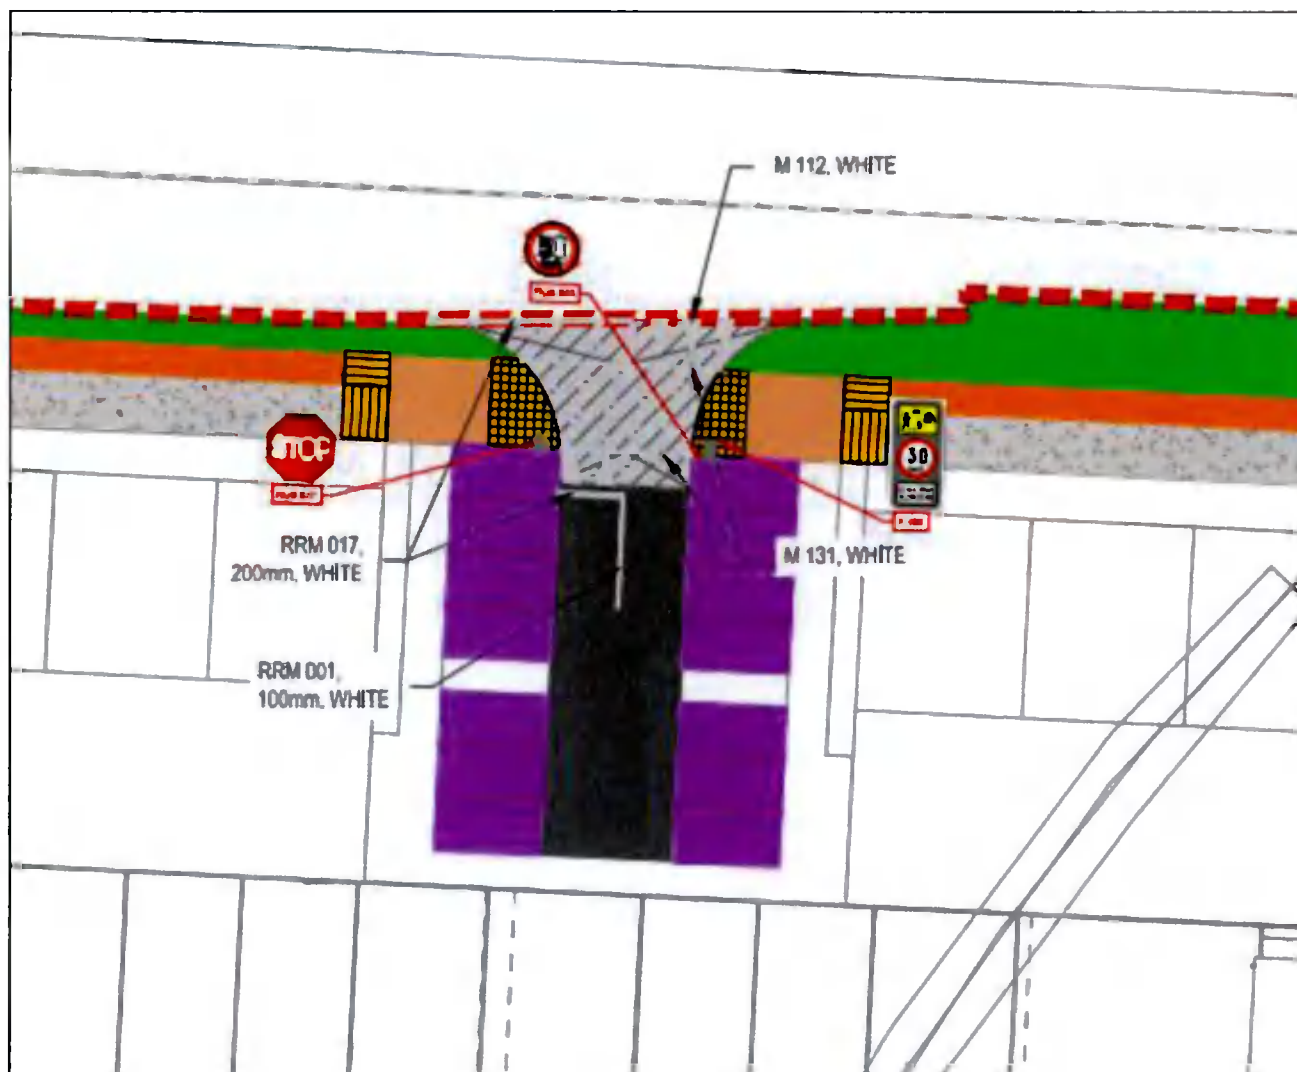 M 112, WHITE
STOP
30
RRM 017,
200mm, WHITE
M 131, WHITE
RRM 001,
100mm, WHITE